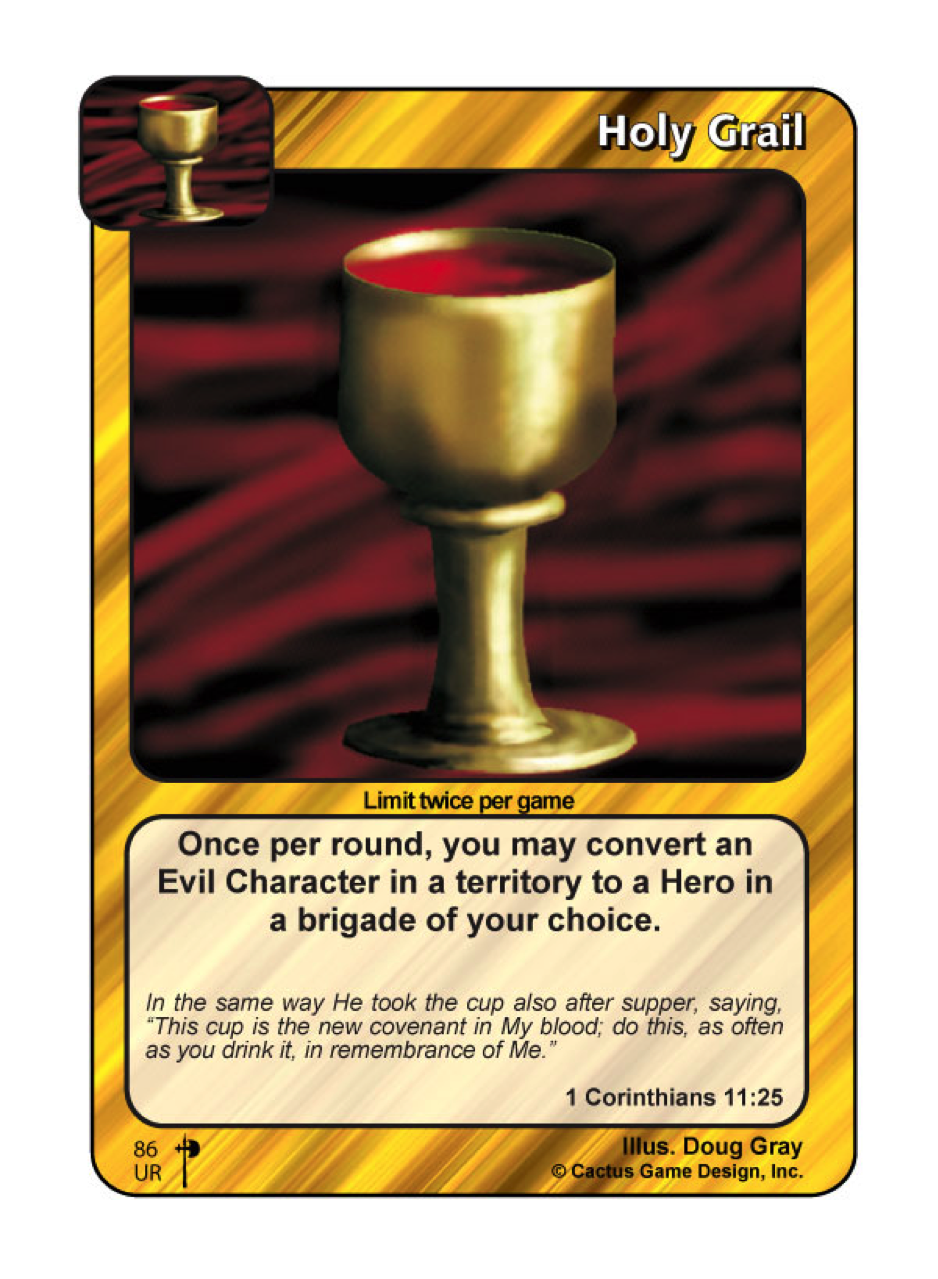 Holy Grail
Limit twice per game
Once per round, you may convert an
Evil Character in a territory to a Hero in
a brigade of your choice.
In the same way He took the cup also after supper, saying,
“This cup is the new covenant in My blood; do this, as often
as you drink it, in remembrance of Me.”
1 Corinthians 11:25
86
UR
Illus. Doug Gray
© Cactus Game Design, Inc.